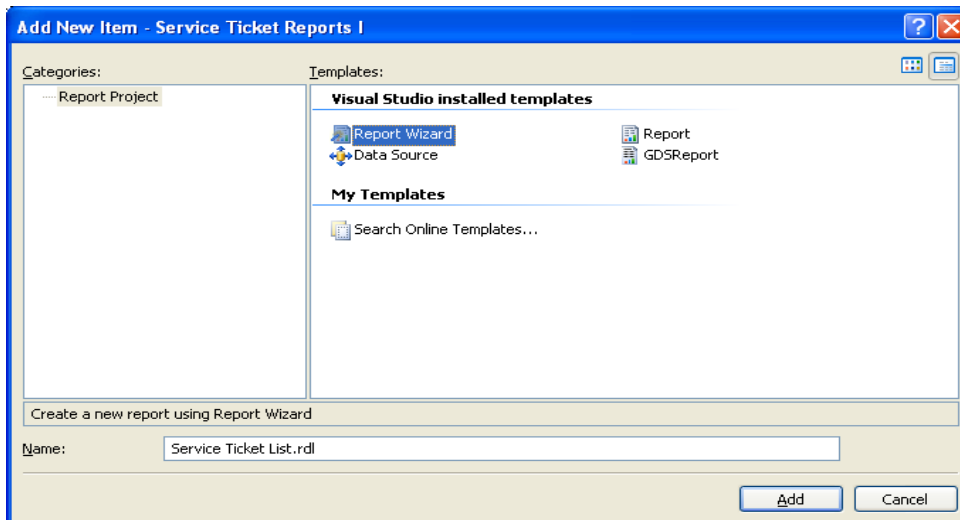 Add New Item - Service Ticket Reports I
Categories:
Templates:
Report Project
Visual Studio installed templates
Report Wizard
Report
Data Source
GDSReport
My Templates
Search Online Templates...
Create a new report using Report Wizard
Name:
Service Ticket List.rdl
Add
Cancel